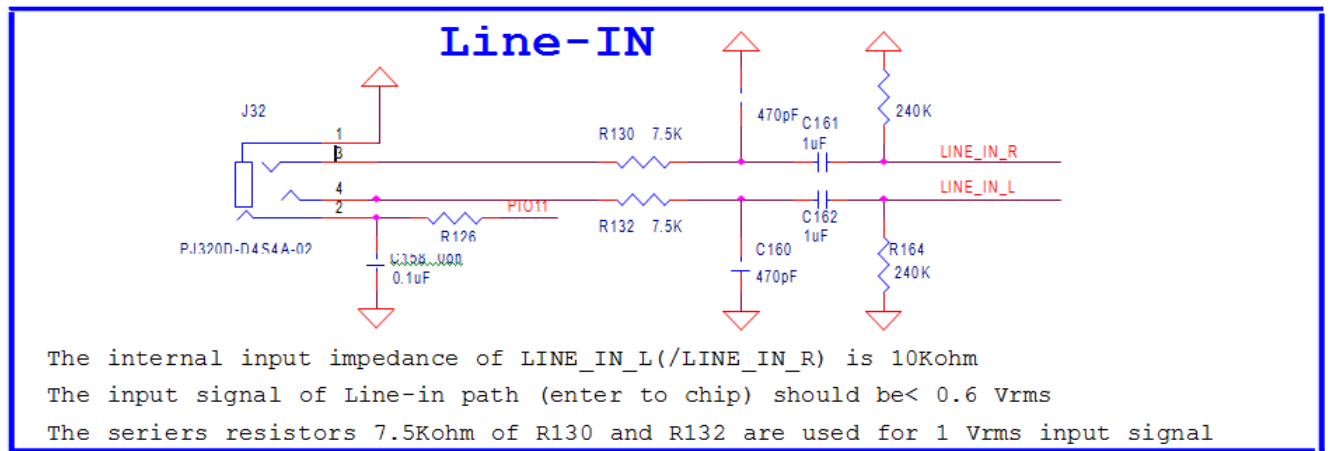 Line-IN
J32
1
3
4
2
PJ320D-D4S4A-02
R130 7.5K
R132 7.5K
R126
PIO11
0.1uF
470pF
C161
1uF
240K
LINE_IN_R
LINE_IN_L
C162
1uF
C160
470pF
R164
240K
The internal input impedance of LINE_IN_L(/LINE_IN_R) is 10Kohm
The input signal of Line-in path (enter to chip) should be< 0.6 Vrms
The seriers resistors 7.5Kohm of R130 and R132 are used for 1 Vrms input signal